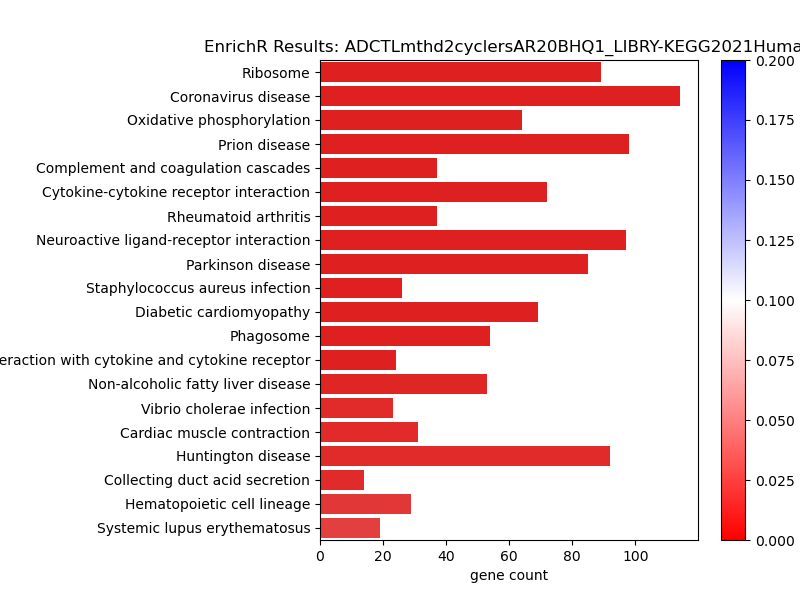 EnrichR Results: ADCTLmthd2cyclersAR20BHQ1_LIBRY-KEGG2021Huma
Ribosome
Coronavirus disease
Oxidative phosphorylation
Prion disease
Complement and coagulation cascades
Cytokine-cytokine receptor interaction
Rheumatoid arthritis
Neuroactive ligand-receptor interaction
Parkinson disease
Staphylococcus aureus infection
Diabetic cardiomyopathy
Phagosome
eraction with cytokine and cytokine receptor
Non-alcoholic fatty liver disease
Vibrio cholerae infection
Cardiac muscle contraction
Huntington disease
Collecting duct acid secretion
Hematopoietic cell lineage
Systemic lupus erythematosus
0 20 40 60 80 100
gene count
0.200
0.175
0.150
0.125
0.100
0.075
0.050
0.025
0.000